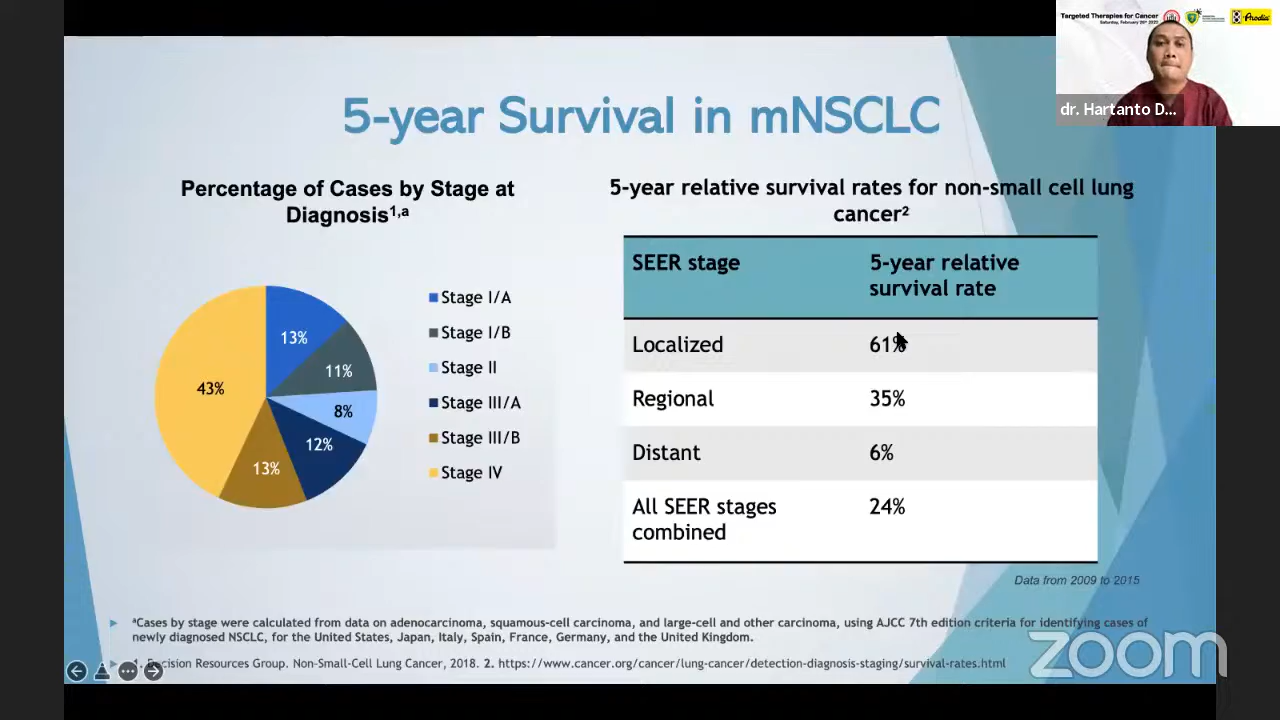 Targeted Therapies for Cancer
Prodia
dr. Hartanto D...
5-year Survival in mNSCLC
Percentage of Cases by Stage at
Diagnosis¹,ᵃ
13%
11%
8%
12%
13%
43%
Stage I/A
Stage I/B
Stage II
Stage III/A
Stage III/B
Stage IV
5-year relative survival rates for non-small cell lung
cancer²
SEER stage
5-year relative
survival rate
Localized
61%
Regional
35%
Distant
6%
All SEER stages
combined
24%
Data from 2009 to 2015
ᵃCases by stage were calculated from data on adenocarcinoma, squamous-cell carcinoma, and large-cell and other carcinoma, using AJCC 7th edition criteria for identifying cases of
newly diagnosed NSCLC, for the United States, Japan, Italy, Spain, France, Germany, and the United Kingdom.
Resources Group. Non-Small-Cell Lung Cancer, 2018. 2. https://www.cancer.org/cancer/lung-cancer/detection-diagnosis-staging/survival-rates.html
zoom